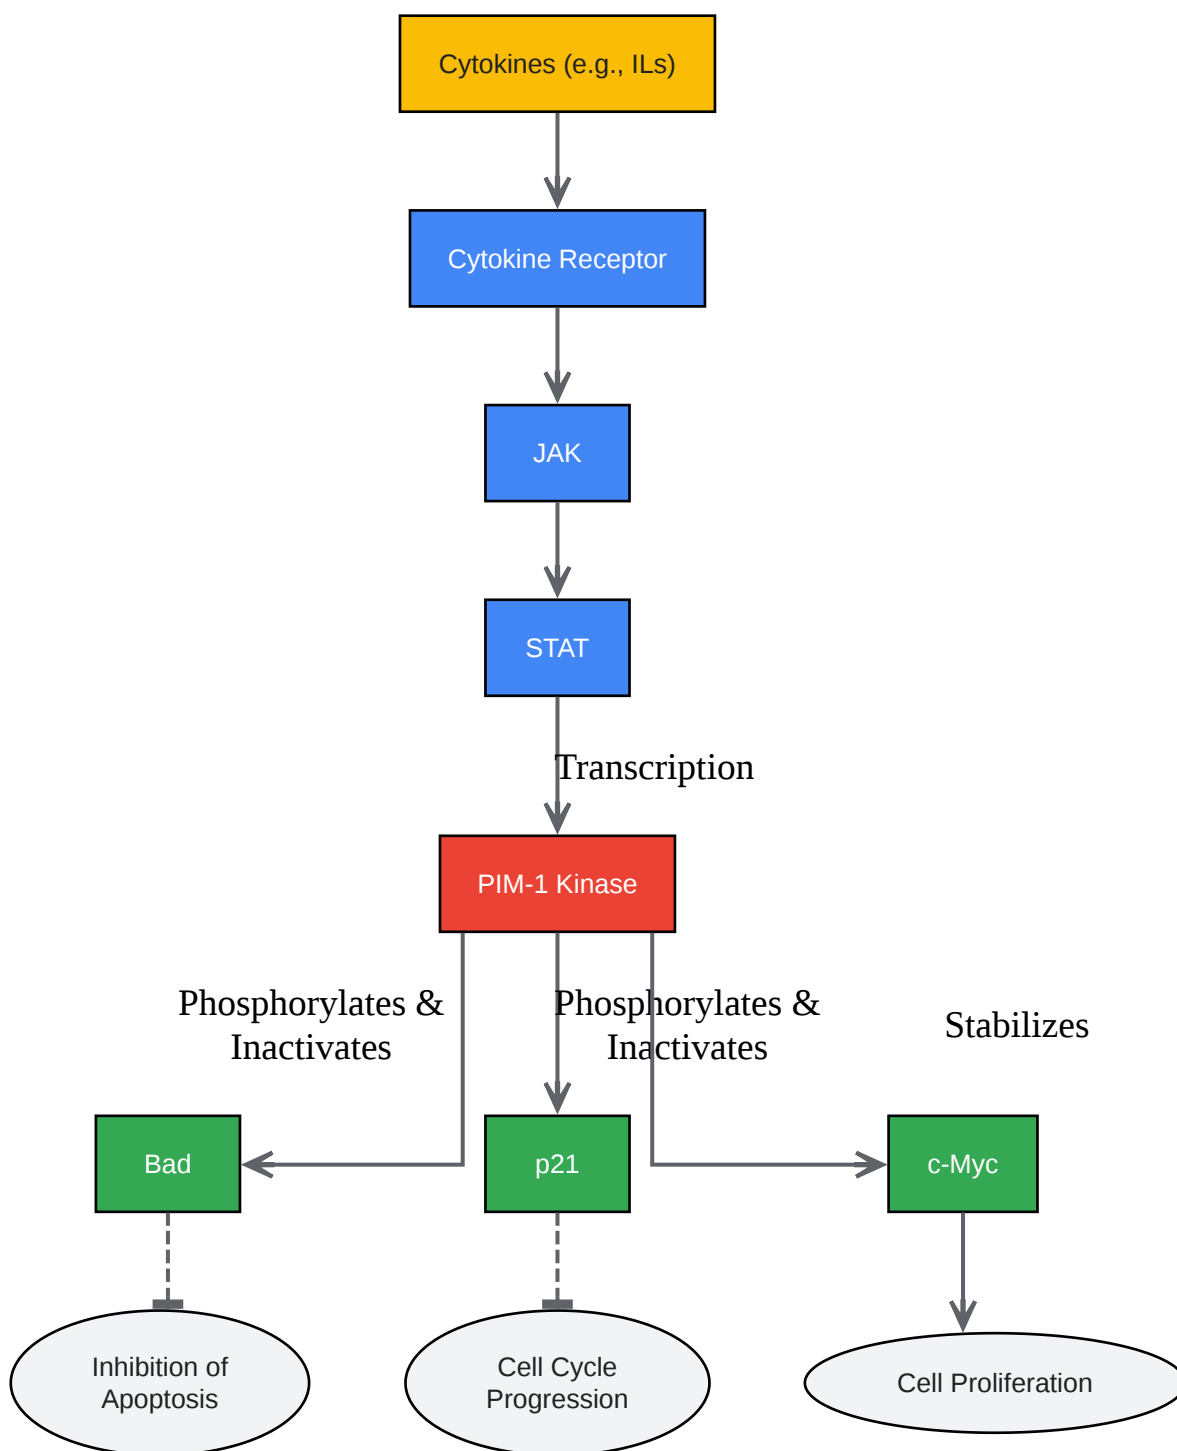 Cytokines (e.g., ILs)
Cytokine Receptor
JAK
STAT
Transcription
PIM-1 Kinase
Phosphorylates &
Inactivates
Phosphorylates &
Inactivates
Stabilizes
Bad
p21
c-Myc
Inhibition of
Apoptosis
Cell Cycle
Progression
Cell Proliferation